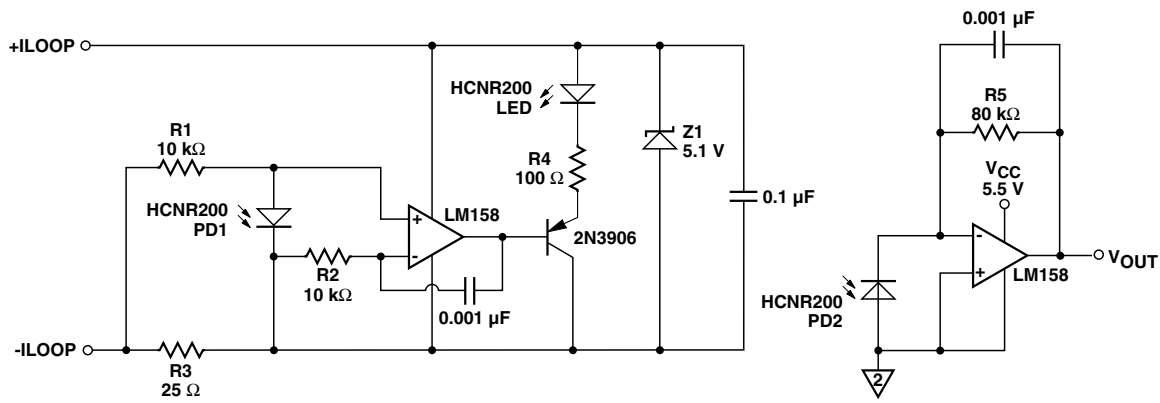 +ILOOP
R1
10 kΩ
HCNR200
PD1
R2
10 kΩ
-ILOOP
R3
25 Ω
+
-
LM158
0.001 µF
HCNR200
LED
R4
100 Ω
2N3906
Z1
5.1 V
0.1 µF
0.001 µF
R5
80 kΩ
VCC
5.5 V
-
+
LM158
VOUT
HCNR200
PD2
2